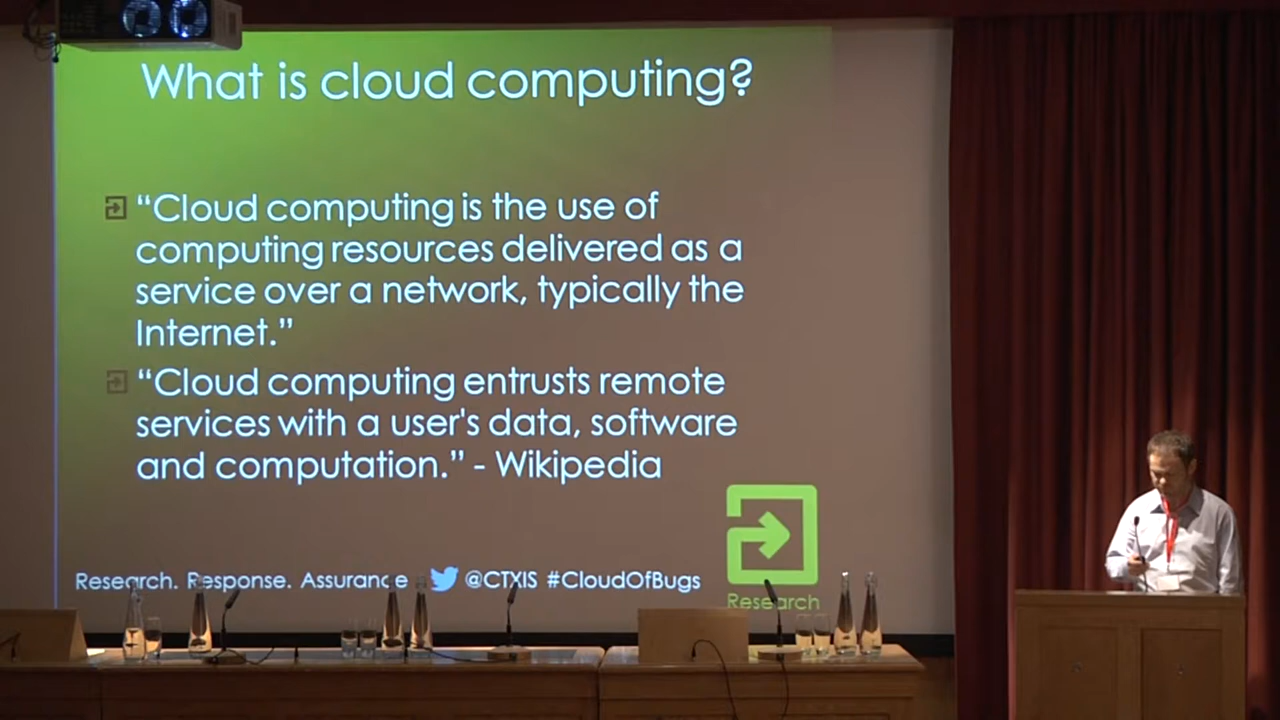 What is cloud computing?
“Cloud computing is the use of
computing resources delivered as a
service over a network, typically the
Internet.”
“Cloud computing entrusts remote
services with a user's data, software
and computation.” - Wikipedia
Research. Response. Assurance @CTXIS #CloudOfBugs
Research